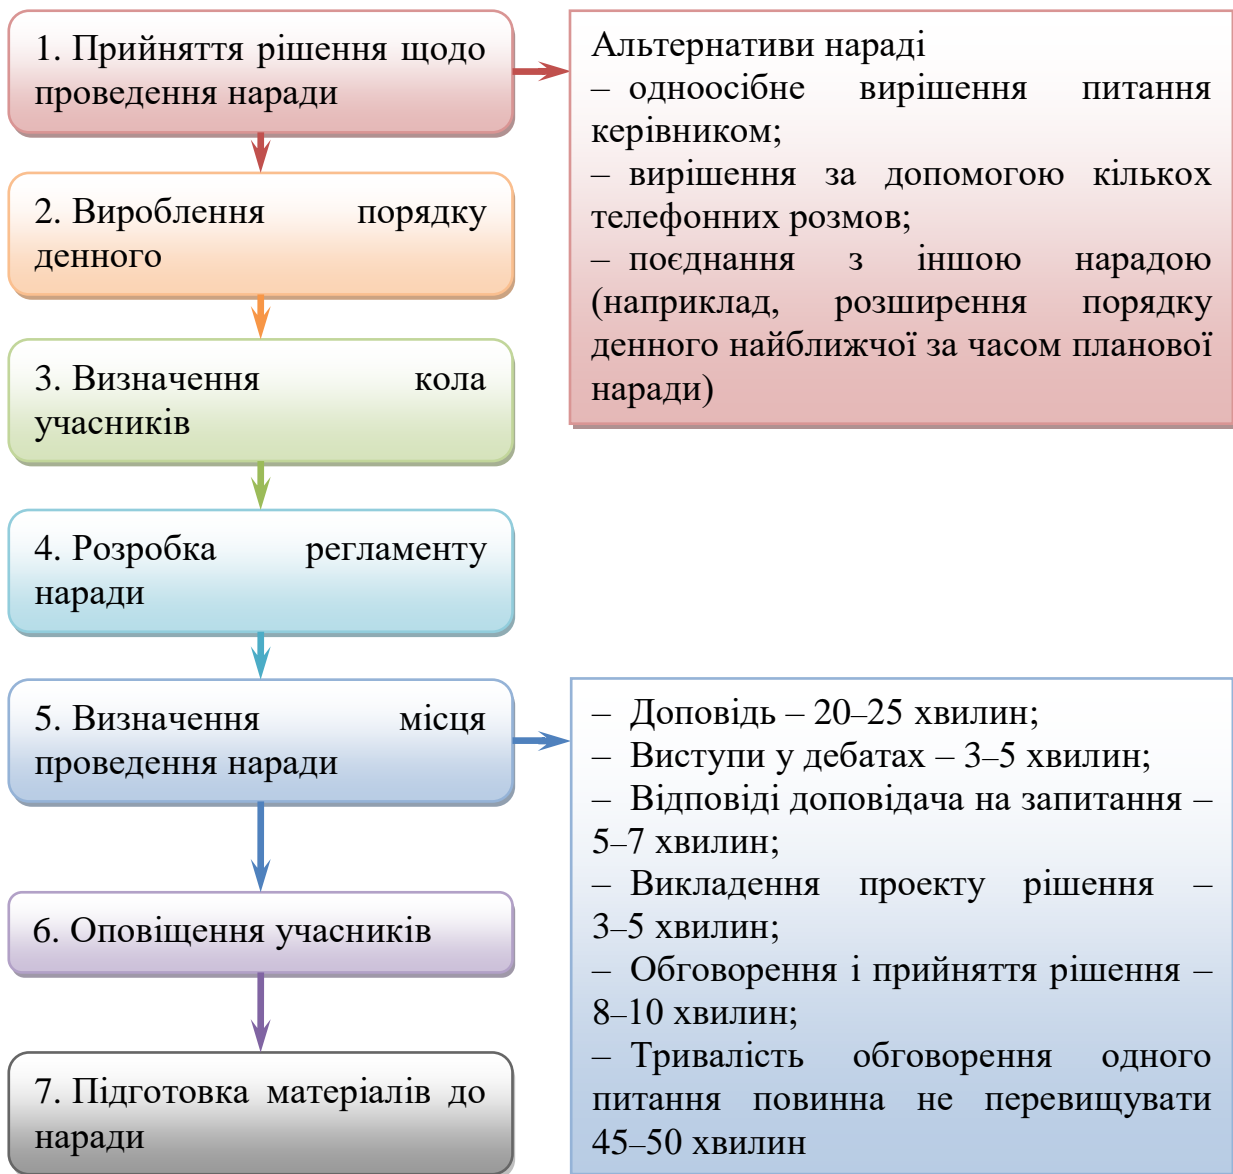 1. Прийняття рішення щодо
проведення наради
Альтернативи нараді
– одноосібне вирішення питання
керівником;
– вирішення за допомогою кількох
телефонних розмов;
– поєднання з іншою нарадою
(наприклад, розширення порядку
денного найближчої за часом планової
наради)
2. Вироблення порядку
денного
3. Визначення кола
учасників
4. Розробка регламенту
наради
5. Визначення місця
проведення наради
– Доповідь – 20–25 хвилин;
– Виступи у дебатах – 3–5 хвилин;
– Відповіді доповідача на запитання –
5–7 хвилин;
– Викладення проекту рішення –
3–5 хвилин;
– Обговорення і прийняття рішення –
8–10 хвилин;
– Тривалість обговорення одного
питання повинна не перевищувати
45–50 хвилин
6. Оповіщення учасників
7. Підготовка матеріалів до
наради